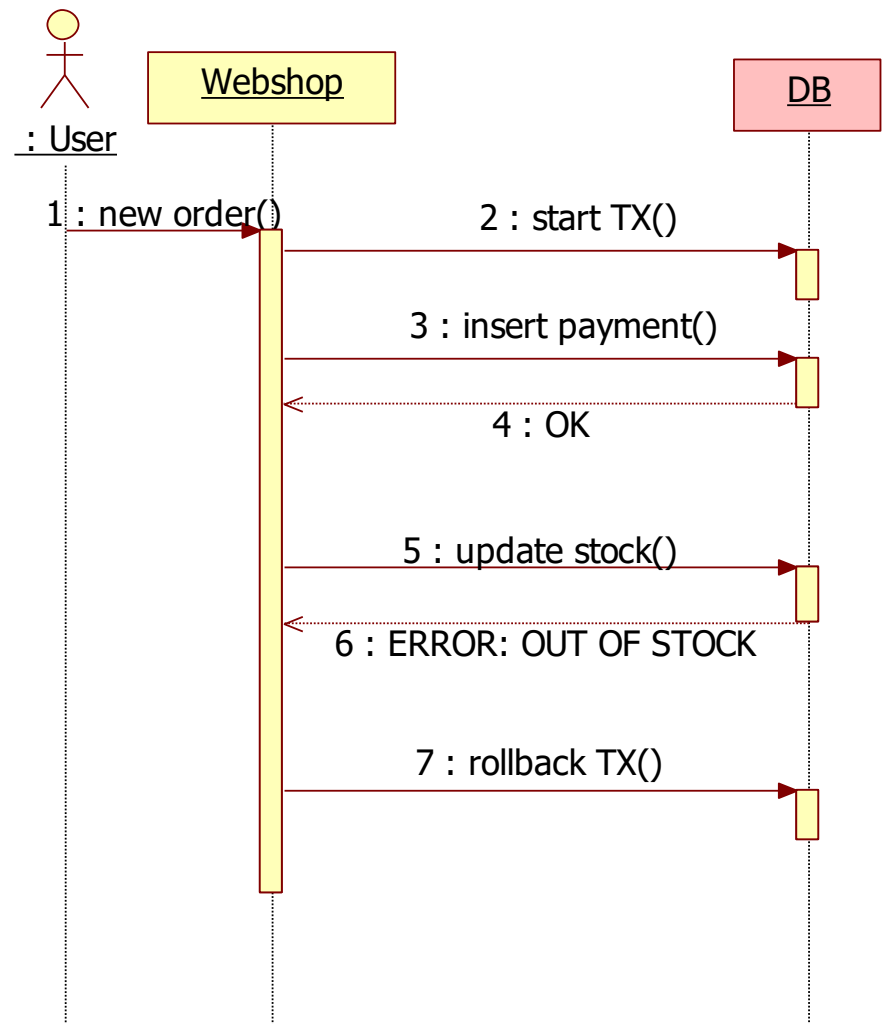 Webshop
DB
: User
1 : new order()
2 : start TX()
3 : insert payment()
4 : OK
5 : update stock()
6 : ERROR: OUT OF STOCK
7 : rollback TX()